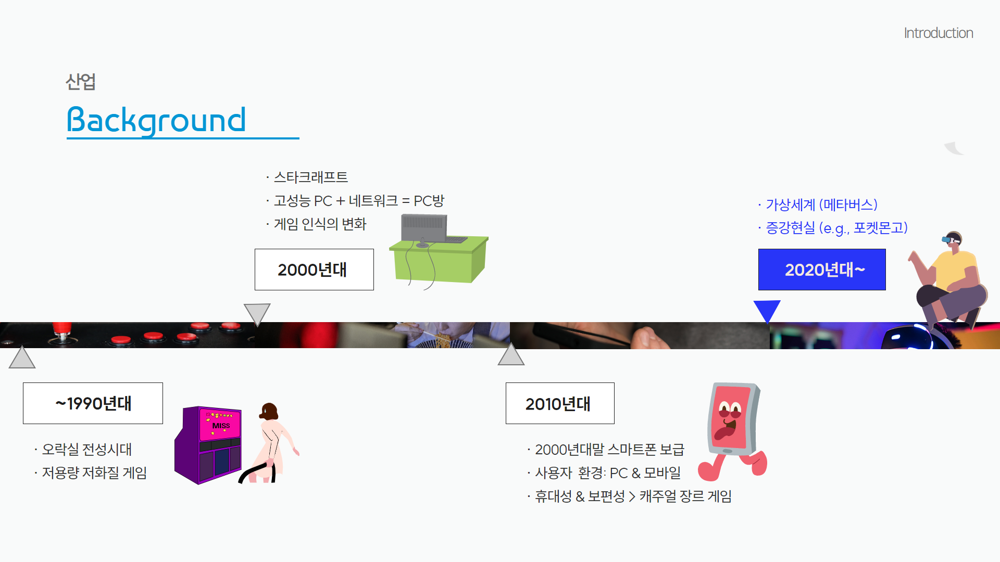 Introduction
산업
Background
· 스타크래프트
· 고성능 PC + 네트워크 = PC방
· 게임 인식의 변화
2000년대
· 가상세계 (메타버스)
· 증강현실 (e.g., 포켓몬고)
2020년대~
~1990년대
MISS
· 오락실 전성시대
· 저용량 저화질 게임
2010년대
· 2000년대말 스마트폰 보급
· 사용자 환경: PC & 모바일
· 휴대성 & 보편성 > 캐주얼 장르 게임